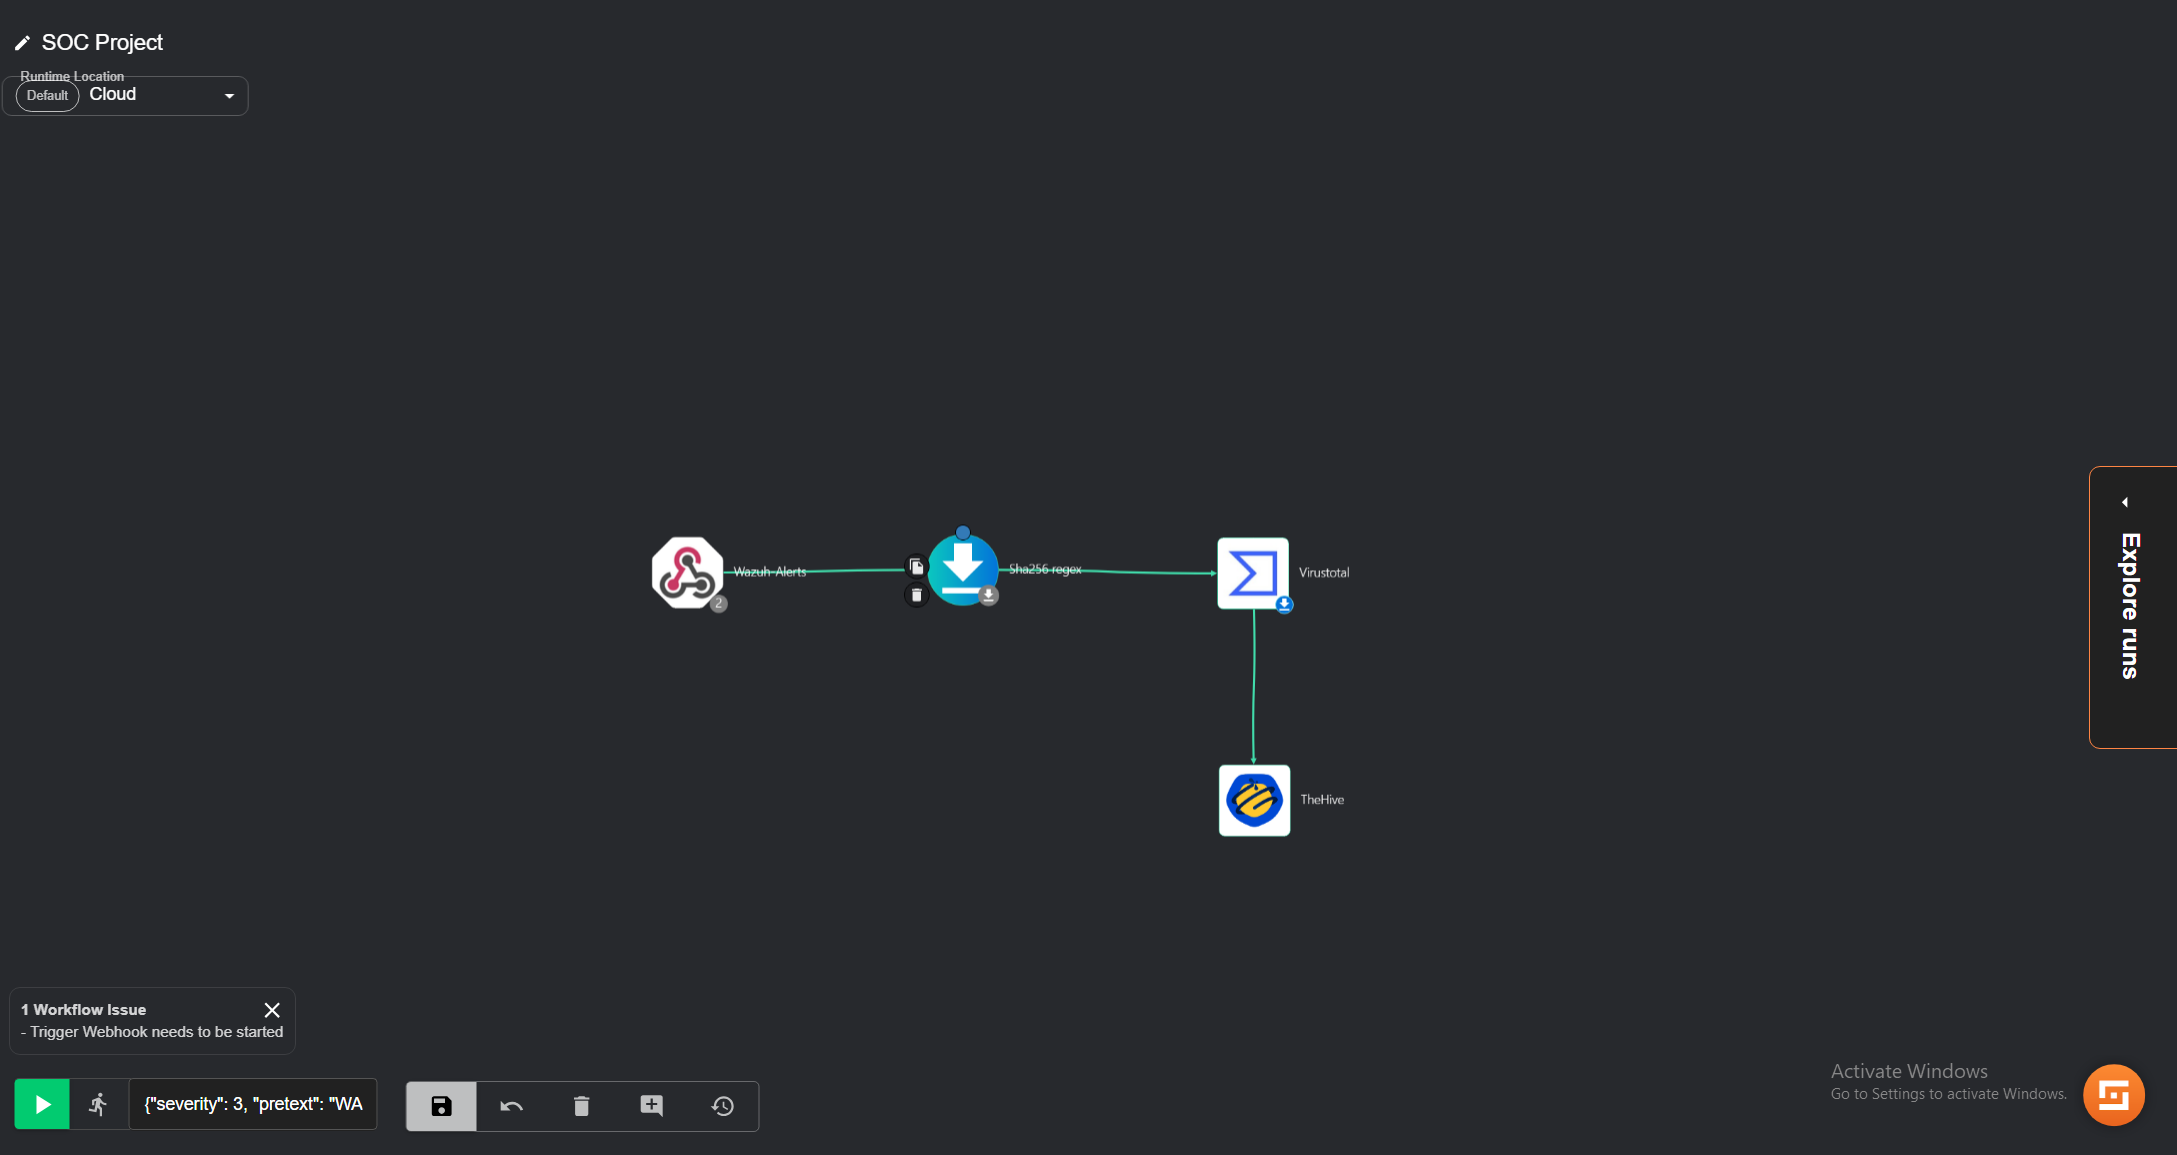 SOC Project
Runtime Location
Default Cloud
Wazuh-Alerts
2
Sha256 regex
Virustotal
TheHive
Explore runs
1 Workflow Issue
- Trigger Webhook needs to be started
{"severity": 3, "pretext": "WA
Activate Windows
Go to Settings to activate Windows.